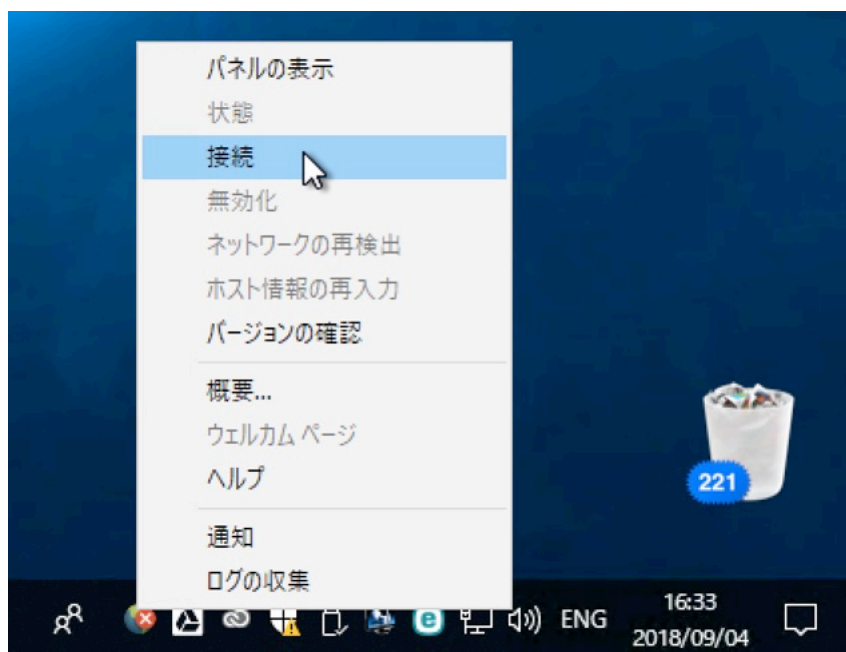 パネルの表示
状態
接続
無効化
ネットワークの再検出
ホスト情報の再入力
バージョンの確認
概要...
ウェルカム ページ
ヘルプ
通知
ログの収集
221
ENG
16:33
2018/09/04